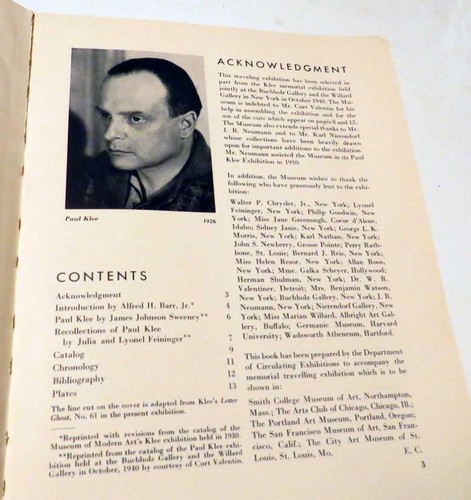 Paul Klee 1926
CONTENTS
Acknowledgment 3
Introduction by Alfred H. Barr, Jr.* 4
Paul Klee by James Johnson Sweeney** 6
Recollections of Paul Klee
by Julia and Lyonel Feininger** 7
Catalog 9
Chronology 11
Bibliography 12
Plates 13
The line cut on the cover is adapted from Klee's Letter
Ghost, No. 61 in the present exhibition.
*Reprinted with revisions from the catalog of the
Museum of Modern Art's Klee exhibition held in 1930.
**Reprinted from the catalog of the Paul Klee exhi-
bition held at the Buchholz Gallery and the Willard
Gallery, October 1940 by courtesy of Curt Valentin.
ACKNOWLEDGMENT
This traveling exhibition has been selected in
part from the Klee memorial exhibition held
jointly at the Buchholz Gallery and the Willard
Gallery in New York in October 1940. The Mu-
seum is indebted to Mr. Curt Valentin for his
help in assembling the exhibition and for the
use of the cuts which appear on pages 8 and 12.
The Museum also extends special thanks to Mr.
J. B. Neumann and to Mr. Karl Nierendorf
whose collections have been heavily drawn
upon for important additions to the exhibition.
Mr. Neumann assisted the Museum in its Paul
Klee Exhibition in 1930.
In addition, the Museum wishes to thank the
following who have generously lent to the exhi-
bition:
Walter P. Chrysler, Jr., New York; Lyonel
Feininger, New York; Philip Goodwin, New
York; Miss Jane Greenough, Coeur d'Alene,
Idaho; Sidney Janis, New York; George L. K.
Morris, New York; Karl Nathan, New York;
John S. Newberry, Grosse Pointe; Perry Rath-
bone, St. Louis; Bernard J. Reis, New York;
Miss Helen Resor, New York; Allan Roos,
New York; Mme. Galka Scheyer, Hollywood;
Herman Shulman, New York; Dr. W. R.
Valentiner, Detroit; Mrs. Benjamin Watson,
New York; Buchholz Gallery, New York; J. B.
Neumann, New York; Nierendorf Gallery, New
York; Miss Marian Willard, Albright Art Gal-
lery, Buffalo; Germanic Museum, Harvard
University; Wadsworth Atheneum, Hartford.
This book has been prepared by the Department
of Circulating Exhibitions to accompany the
memorial travelling exhibition which is to be
shown in:
Smith College Museum of Art, Northampton,
Mass.; The Arts Club of Chicago, Chicago, Ill.;
The Portland Art Museum, Portland, Oregon;
The San Francisco Museum of Art, San Fran-
cisco, Calif.; The City Art Museum of St.
Louis, St. Louis, Mo. E. C.
3